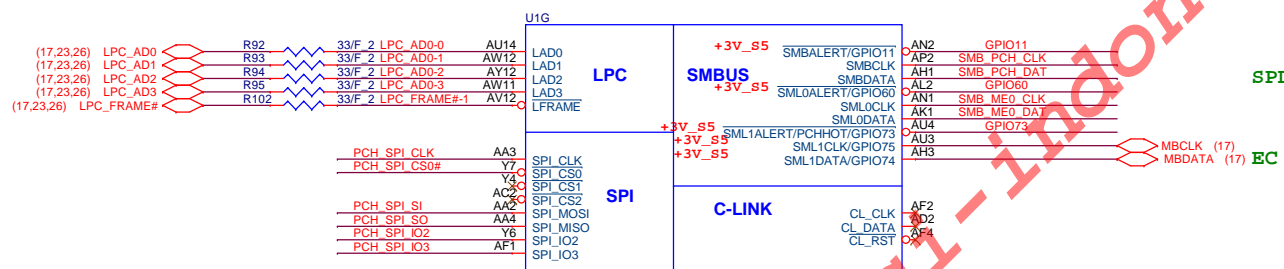 U1G
(17,23,26) LPC_AD0 R92 33/F_2 LPC_AD0-0 AU14 LAD0
(17,23,26) LPC_AD1 R93 33/F_2 LPC_AD0-1 AW12 LAD1
(17,23,26) LPC_AD2 R94 33/F_2 LPC_AD0-2 AY12 LAD2
(17,23,26) LPC_AD3 R95 33/F_2 LPC_AD0-3 AW11 LAD3
(17,23,26) LPC_FRAME# R102 33/F_2 LPC_FRAME#-1 AV12 LFRAME
LPC
SMBUS
+3V_S5 SMBALERT/GPIO11 AN2 GPIO11
SMBCLK AP2 SMB_PCH_CLK
SMBDATA AH1 SMB_PCH_DAT
+3V_S5 SML0ALERT/GPIO60 AL2 GPIO60
SML0CLK AN1 SMB_ME0_CLK
SML0DATA AK1 SMB_ME0_DAT
+3V_S5 SML1ALERT/PCHHOT/GPIO73 AU4 GPIO73
+3V_S5 SML1CLK/GPIO75 AU3 MBCLK (17)
+3V_S5 SML1DATA/GPIO74 AH3 MBDATA (17)
SPD
EC
PCH_SPI_CLK AA3 SPI_CLK
PCH_SPI_CS0# Y7 SPI_CS0
Y4 SPI_CS1
AC2 SPI_CS2
PCH_SPI_SI AA2 SPI_MOSI
PCH_SPI_SO AA4 SPI_MISO
PCH_SPI_IO2 Y6 SPI_IO2
PCH_SPI_IO3 AF1 SPI_IO3
SPI
C-LINK
CL_CLK AF2
CL_DATA AD2
CL_RST AF4
i-indon